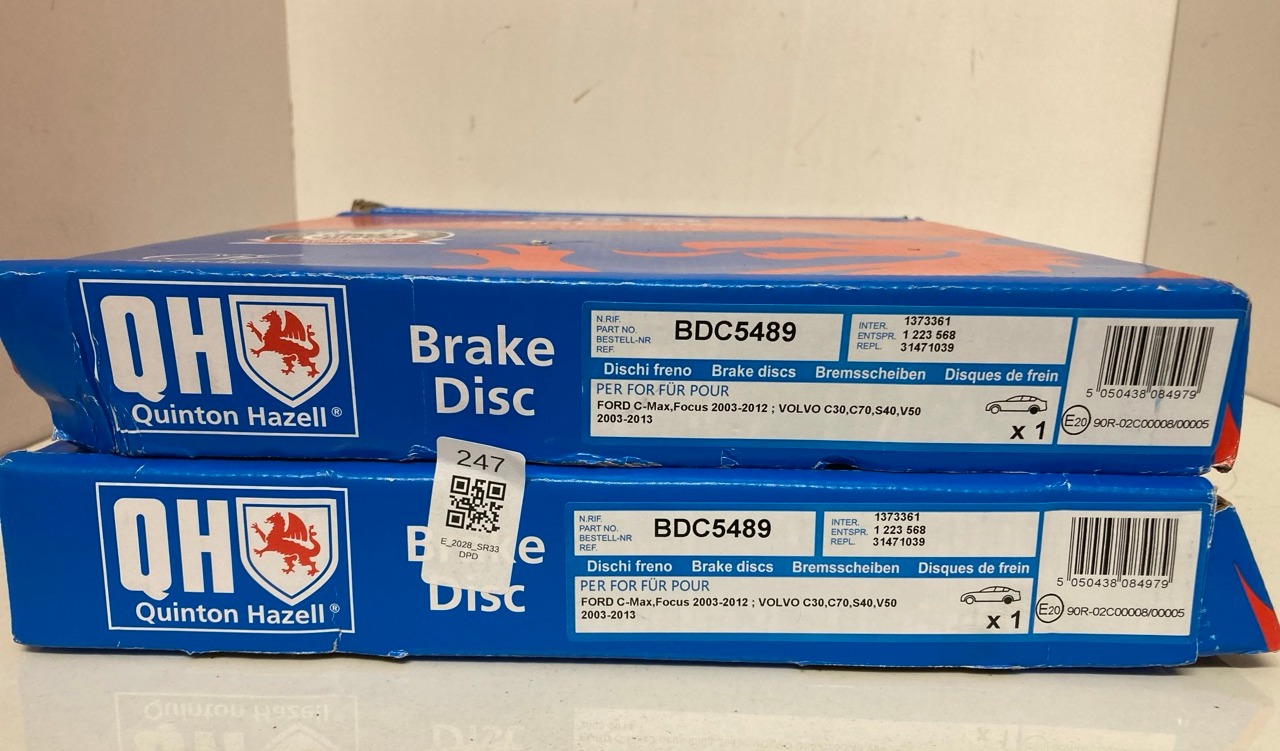 QH
Quinton Hazell®
Brake
Disc
N.RIF.
PART NO.
BESTELL-NR
REF.
BDC5489
INTER.
ENTSPR.
REPL.
1373361
1 223 568
31471039
Dischi freno Brake discs Bremsscheiben Disques de frein
PER FOR FÜR POUR
FORD C-Max,Focus 2003-2012 ; VOLVO C30,C70,S40,V50
2003-2013
x 1
5 050438 084979
E20 90R-02C00008/00005
QH
Quinton Hazell®
247
E_2028_SR33
DPD
Disc
N.RIF.
PART NO.
BESTELL-NR
REF.
BDC5489
INTER.
ENTSPR.
REPL.
1373361
1 223 568
31471039
Dischi freno Brake discs Bremsscheiben Disques de frein
PER FOR FÜR POUR
FORD C-Max,Focus 2003-2012 ; VOLVO C30,C70,S40,V50
2003-2013
x 1
5 050438 084979
E20 90R-02C00008/00005